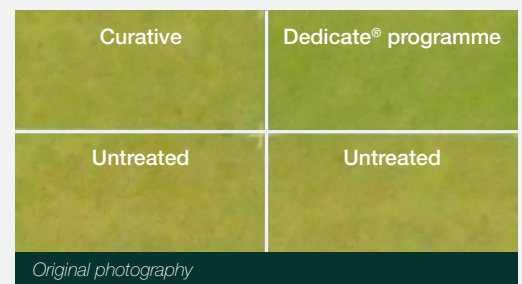 Curative
Dedicate® programme
Untreated
Untreated
Original photography